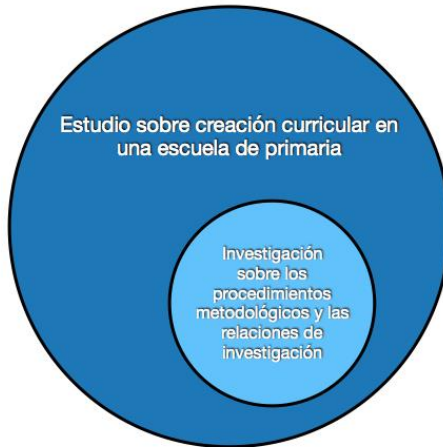 Estudio sobre creación curricular en
una escuela de primaria
Investigación
sobre los
procedimientos
metodológicos y las
relaciones de
investigación